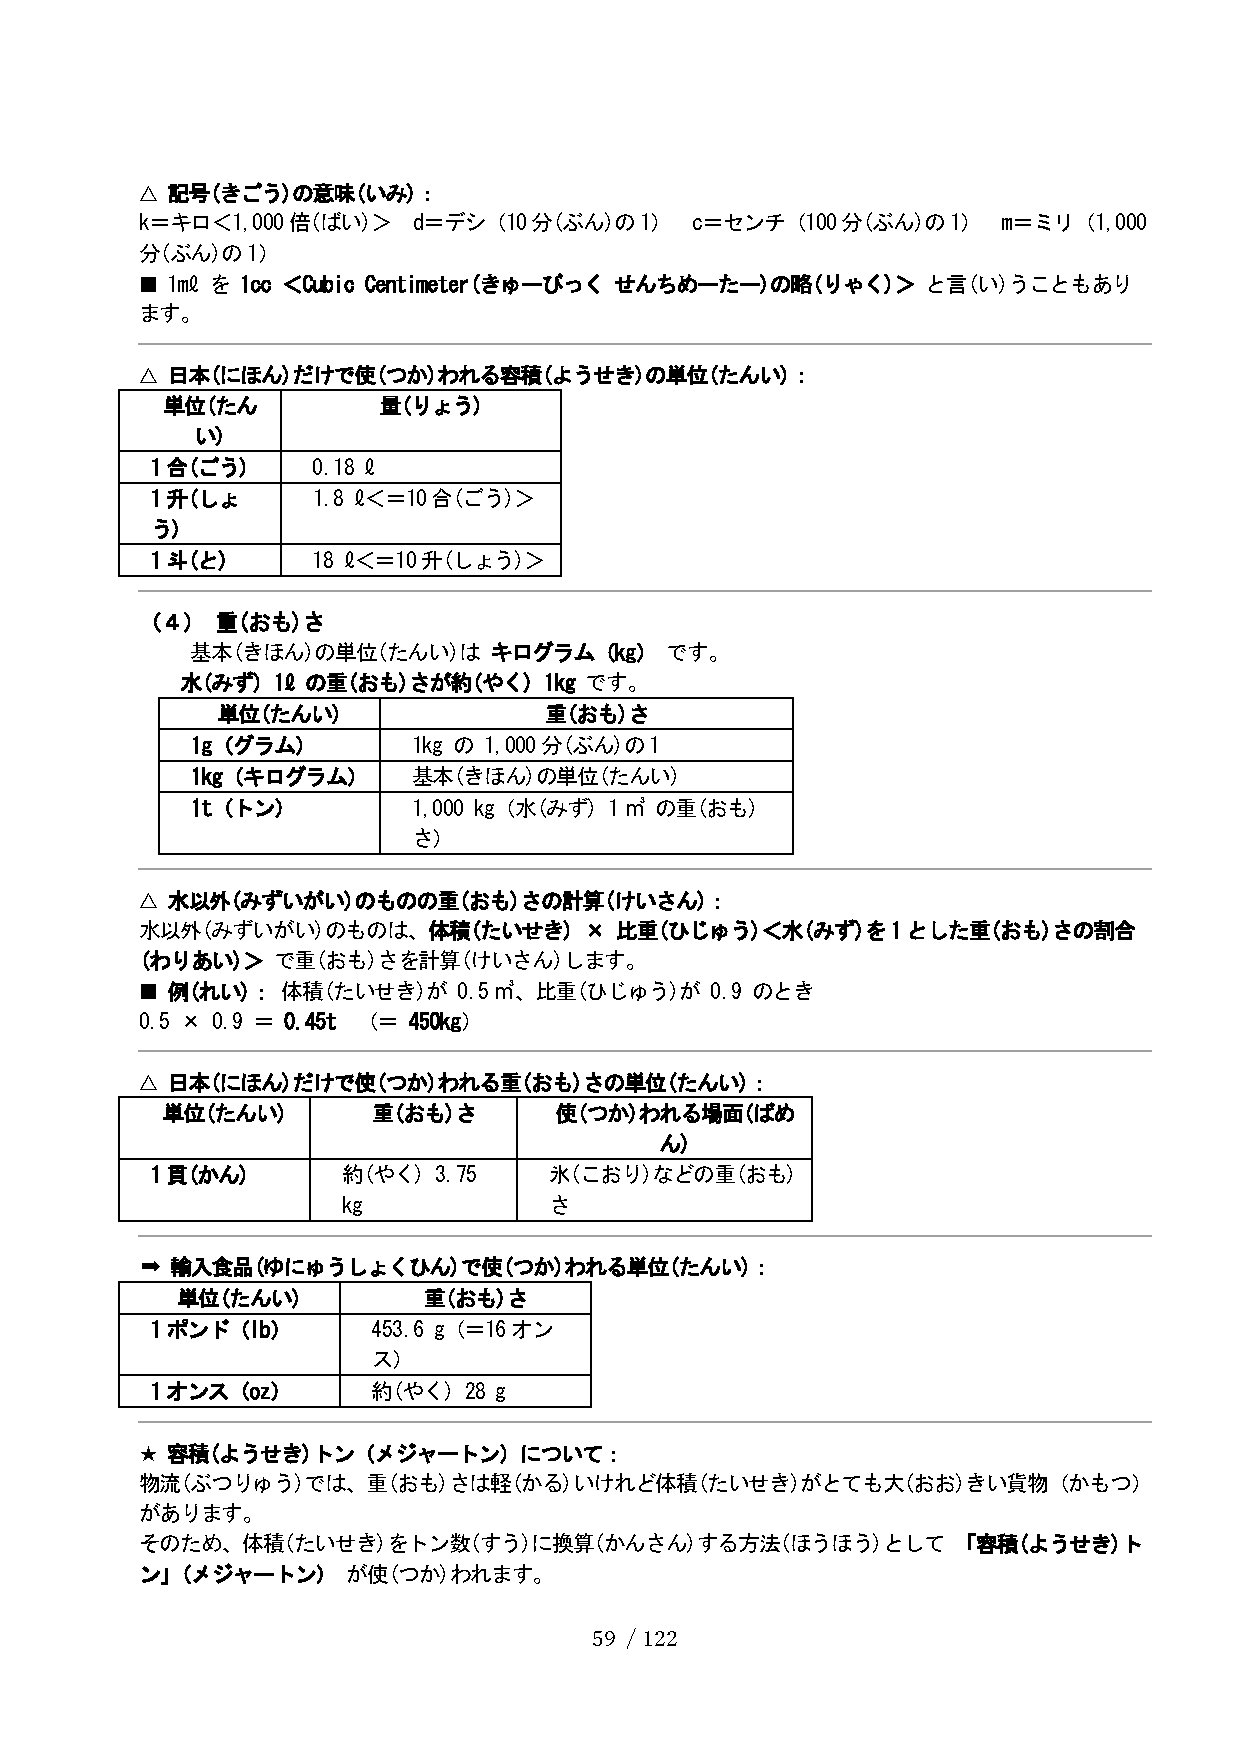 △ 記号(きごう)の意味(いみ)：
k＝キロ＜1,000倍(ばい)＞　d＝デシ（10分(ぶん)の1）　c＝センチ（100分(ぶん)の1）　m＝ミリ（1,000
分(ぶん)の1）
■ 1mℓ を 1cc ＜Cubic Centimeter(きゅーびっく せんちめーたー)の略(りゃく)＞ と言(い)うこともあり
ます。
△ 日本(にほん)だけで使(つか)われる容積(ようせき)の単位(たんい)：
単位(たん 量(りょう)
い)
1合(ごう) 0.18 ℓ
1升(しょ 1.8 ℓ＜＝10合(ごう)＞
う)
1斗(と) 18 ℓ＜＝10升(しょう)＞
（４） 重(おも)さ
基本(きほん)の単位(たんい)は キログラム（kg） です。
水(みず) 1ℓ の重(おも)さが約(やく) 1kg です。
単位(たんい) 重(おも)さ
1g（グラム） 1kg の 1,000分(ぶん)の1
1kg（キログラム） 基本(きほん)の単位(たんい)
1t（トン） 1,000 kg（水(みず) 1㎥ の重(おも)
さ）
△ 水以外(みずいがい)のものの重(おも)さの計算(けいさん)：
水以外(みずいがい)のものは、体積(たいせき) × 比重(ひじゅう)＜水(みず)を1とした重(おも)さの割合
(わりあい)＞ で重(おも)さを計算(けいさん)します。
■ 例(れい)： 体積(たいせき)が 0.5㎥、比重(ひじゅう)が 0.9 のとき
0.5 × 0.9 ＝ 0.45t （＝ 450kg）
△ 日本(にほん)だけで使(つか)われる重(おも)さの単位(たんい)：
単位(たんい) 重(おも)さ 使(つか)われる場面(ばめ
ん)
1貫(かん) 約(やく) 3.75 氷(こおり)などの重(おも)
kg さ
➡ 輸入食品(ゆにゅうしょくひん)で使(つか)われる単位(たんい)：
単位(たんい) 重(おも)さ
1ポンド（lb） 453.6 g（＝16オン
ス）
1オンス（oz） 約(やく) 28 g
★ 容積(ようせき)トン（メジャートン）について：
物流(ぶつりゅう)では、重(おも)さは軽(かる)いけれど体積(たいせき)がとても大(おお)きい貨物（かもつ）
があります。
そのため、体積(たいせき)をトン数(すう)に換算(かんさん)する方法(ほうほう)として 「容積(ようせき)ト
ン」（メジャートン） が使(つか)われます。
59 / 122